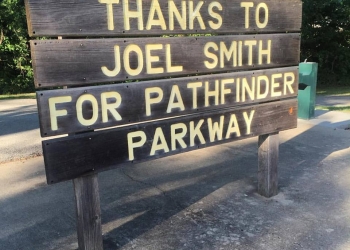 THANKS TO
JOEL SMITH
FOR PATHFINDER
PARKWAY